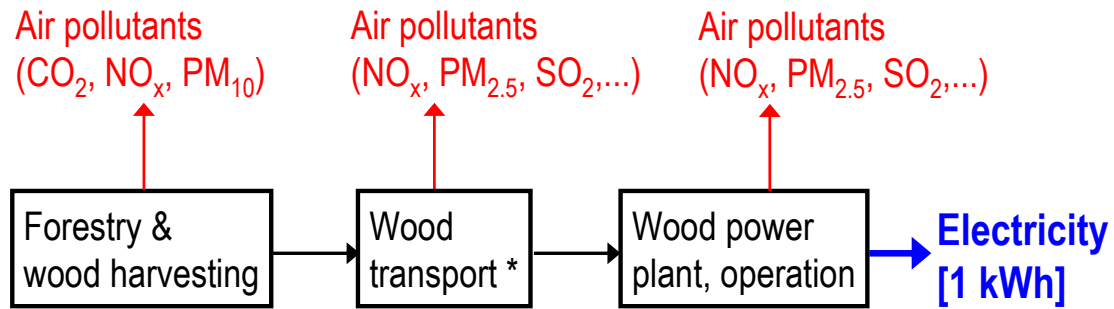 Air pollutants
(CO₂, NOₓ, PM₁₀)
Air pollutants
(NOₓ, PM₂.₅, SO₂,...)
Air pollutants
(NOₓ, PM₂.₅, SO₂,...)
Forestry &
wood harvesting
Wood
transport *
Wood power
plant, operation
Electricity
[1 kWh]